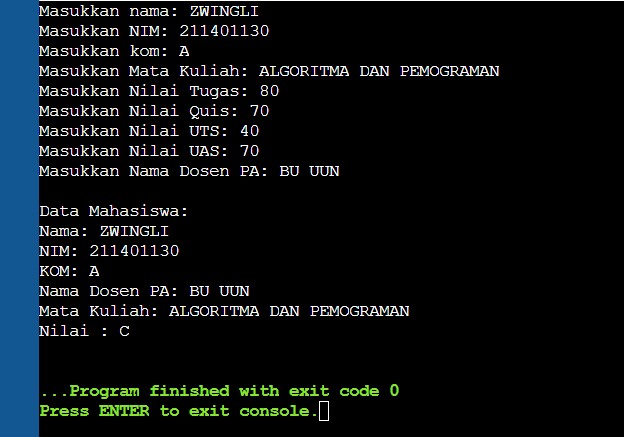 Masukkan nama: ZWINGLI
Masukkan NIM: 211401130
Masukkan kom: A
Masukkan Mata Kuliah: ALGORITMA DAN PEMOGRAMAN
Masukkan Nilai Tugas: 80
Masukkan Nilai Quis: 70
Masukkan Nilai UTS: 40
Masukkan Nilai UAS: 70
Masukkan Nama Dosen PA: BU UUN

Data Mahasiswa:
Nama: ZWINGLI
NIM: 211401130
KOM: A
Nama Dosen PA: BU UUN
Mata Kuliah: ALGORITMA DAN PEMOGRAMAN
Nilai : C

...Program finished with exit code 0
Press ENTER to exit console.